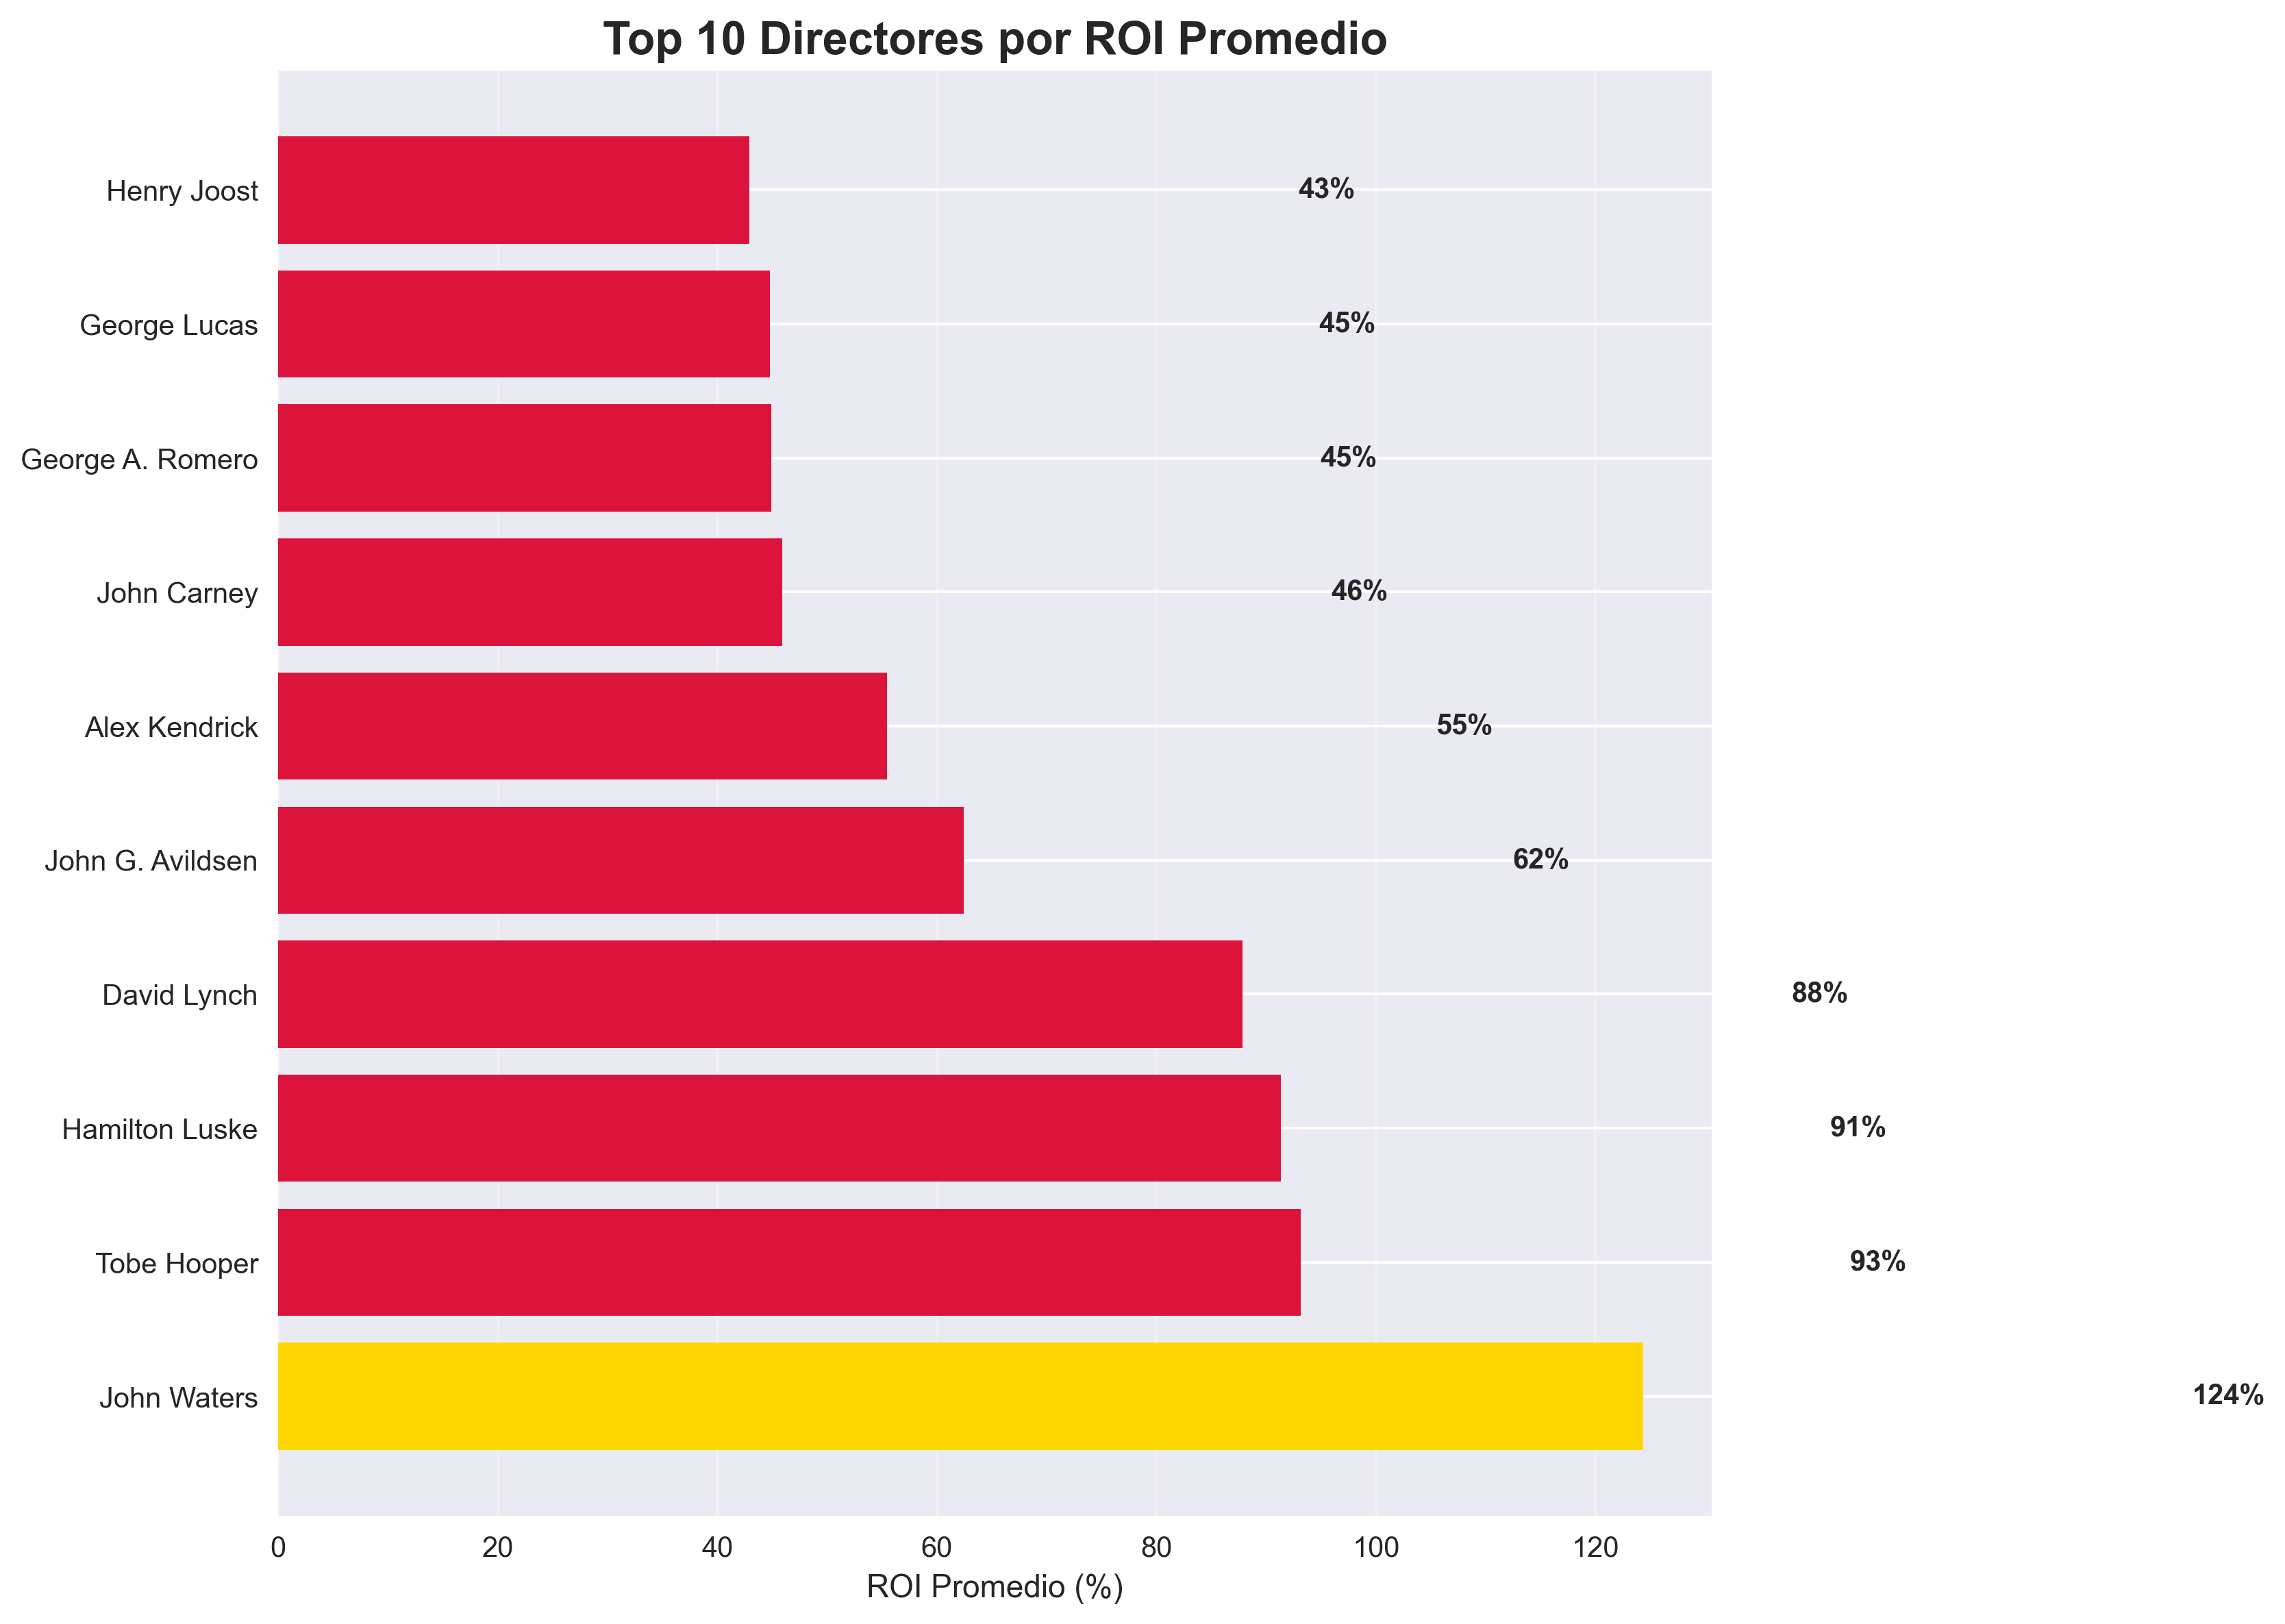 Top 10 Directores por ROI Promedio
Henry Joost 43%
George Lucas 45%
George A. Romero 45%
John Carney 46%
Alex Kendrick 55%
John G. Avildsen 62%
David Lynch 88%
Hamilton Luske 91%
Tobe Hooper 93%
John Waters 124%
0 20 40 60 80 100 120
ROI Promedio (%)